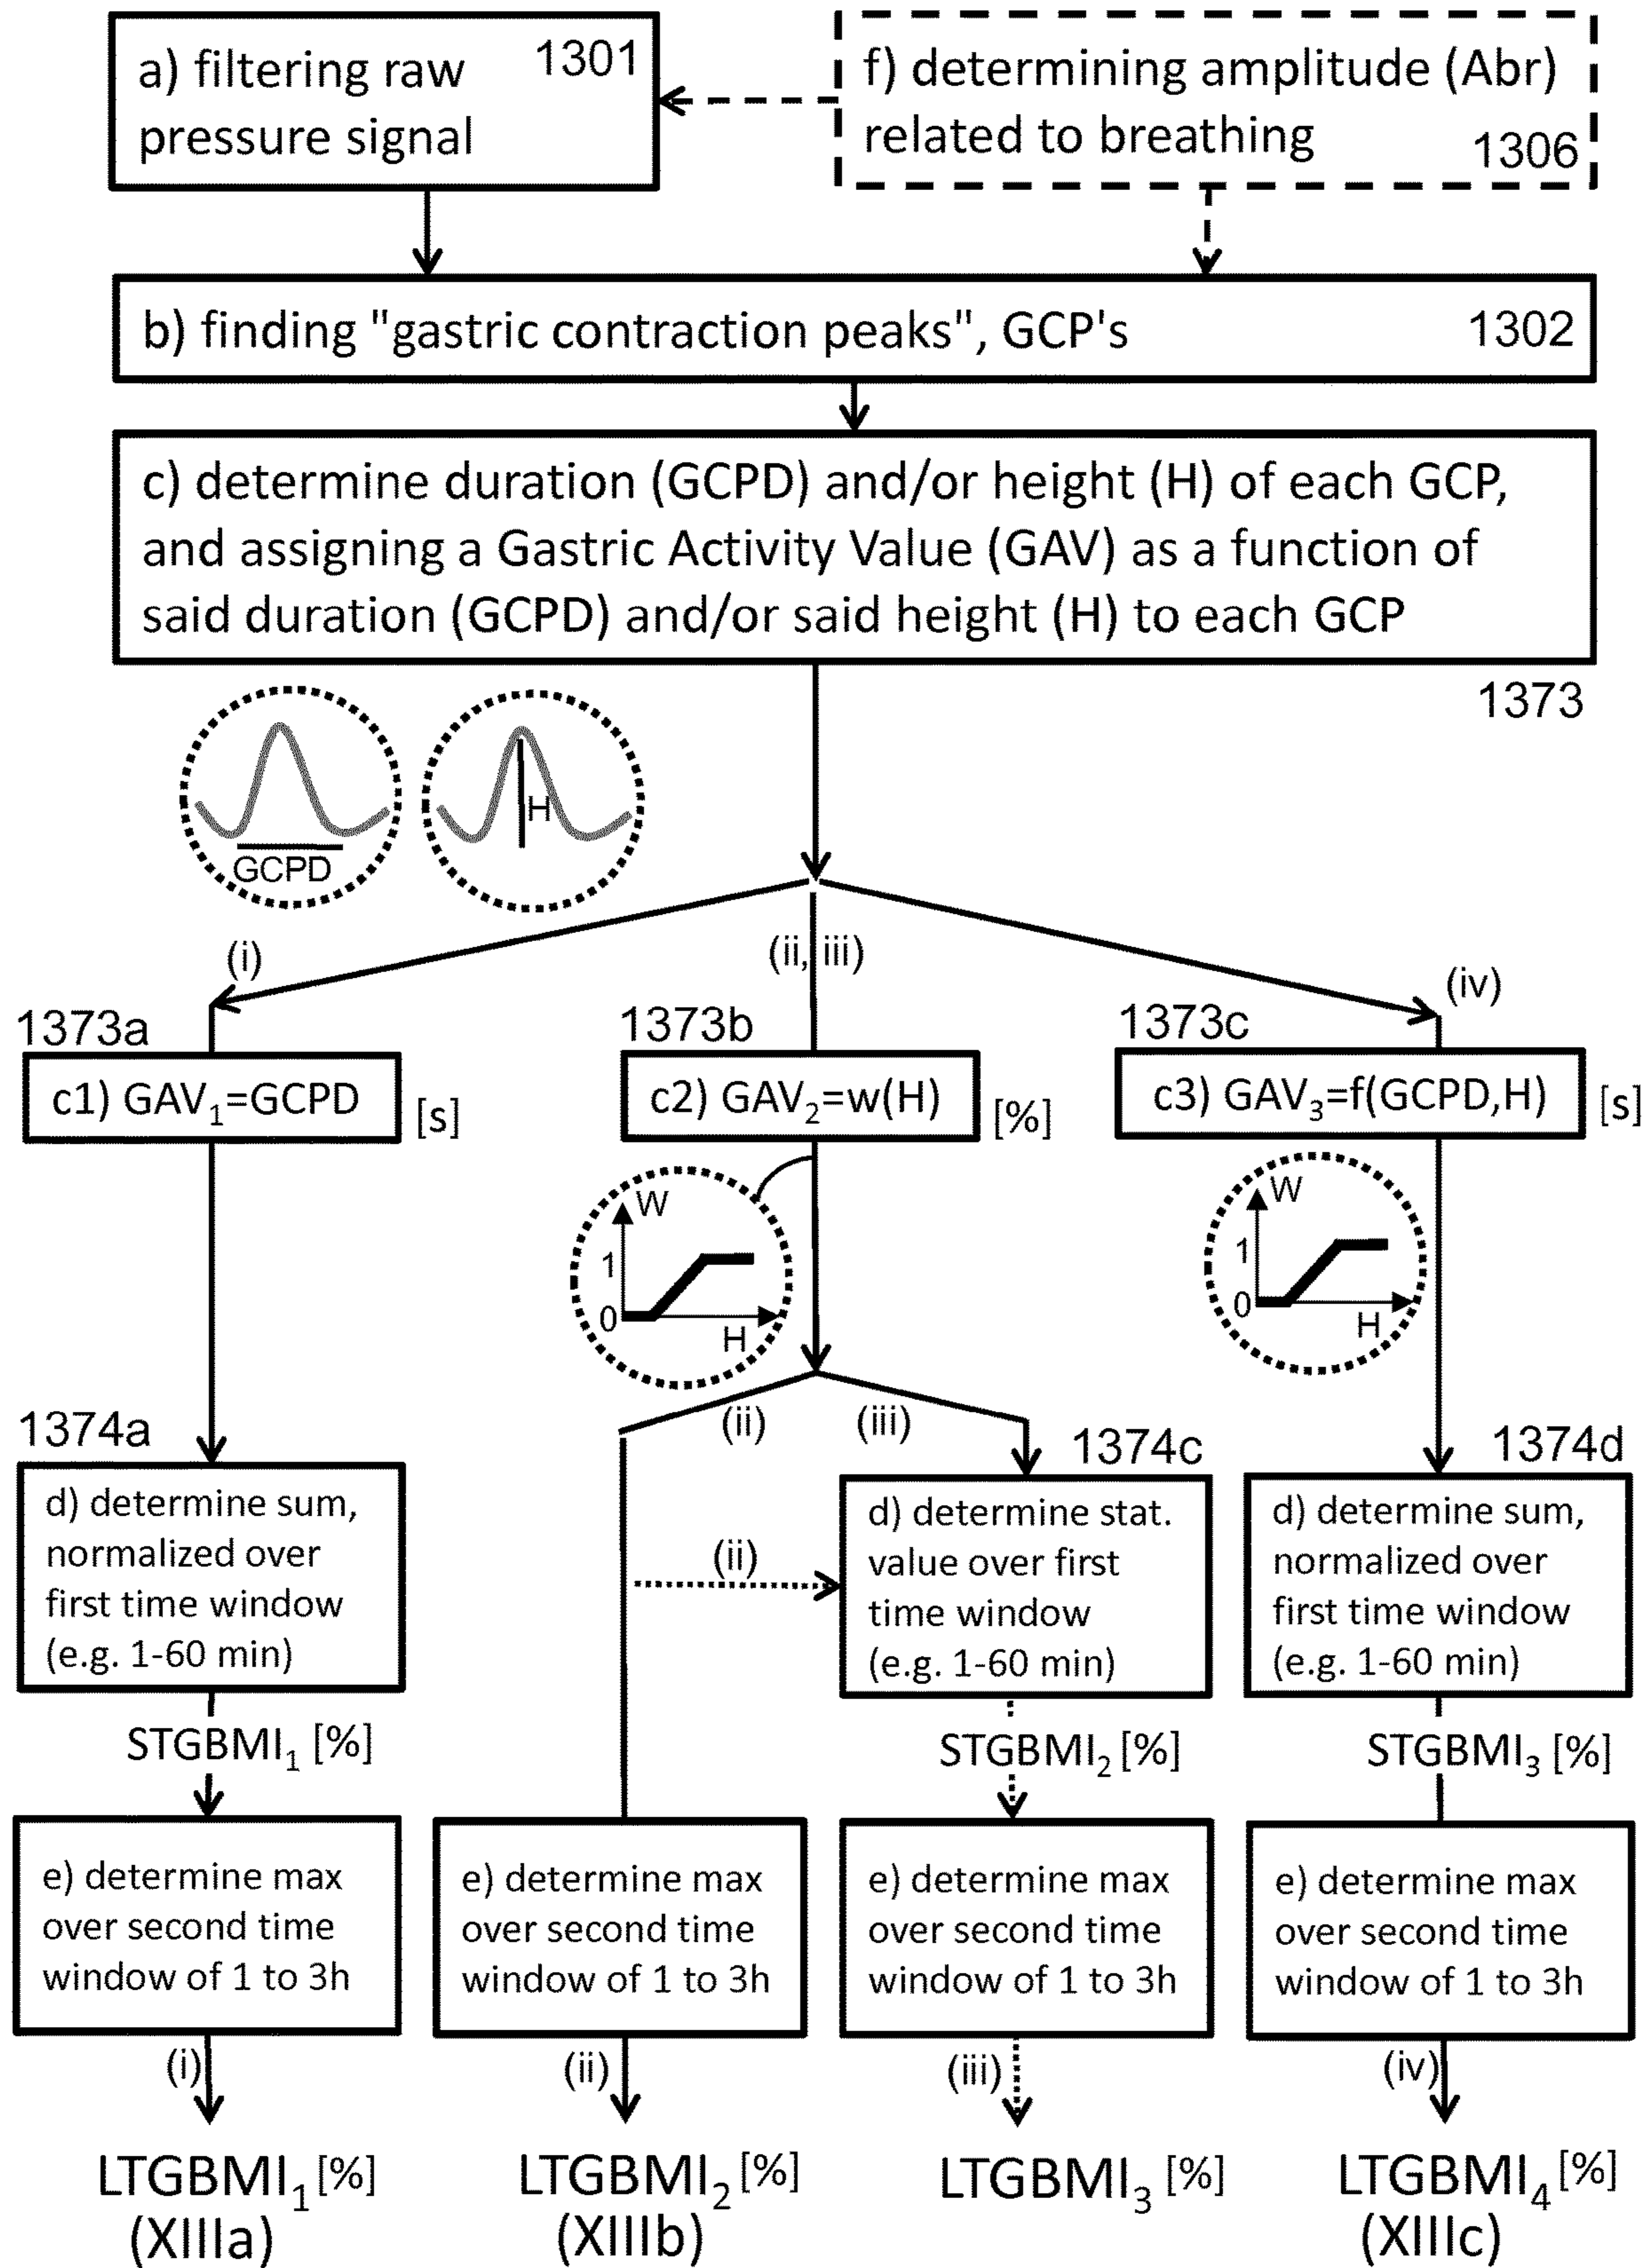 a) filtering raw 1301
pressure signal
f) determining amplitude (Abr)
related to breathing 1306
b) finding "gastric contraction peaks", GCP's 1302
c) determine duration (GCPD) and/or height (H) of each GCP,
and assigning a Gastric Activity Value (GAV) as a function of
said duration (GCPD) and/or said height (H) to each GCP
1373
GCPD
H
(i)
(ii, iii)
(iv)
1373a
c1) GAV₁=GCPD [s]
1373b
c2) GAV₂=w(H) [%]
1373c
c3) GAV₃=f(GCPD,H) [s]
W
1
0
H
W
1
0
H
(ii)
(iii)
1374a
d) determine sum,
normalized over
first time window
(e.g. 1-60 min)
(ii)
1374c
d) determine stat.
value over first
time window
(e.g. 1-60 min)
1374d
d) determine sum,
normalized over
first time window
(e.g. 1-60 min)
STGBMI₁ [%]
STGBMI₂ [%]
STGBMI₃ [%]
e) determine max
over second time
window of 1 to 3h
e) determine max
over second time
window of 1 to 3h
e) determine max
over second time
window of 1 to 3h
e) determine max
over second time
window of 1 to 3h
(i)
(ii)
(iii)
(iv)
LTGBMI₁ [%]
(XIIIa)
LTGBMI₂ [%]
(XIIIb)
LTGBMI₃ [%]
LTGBMI₄ [%]
(XIIIc)